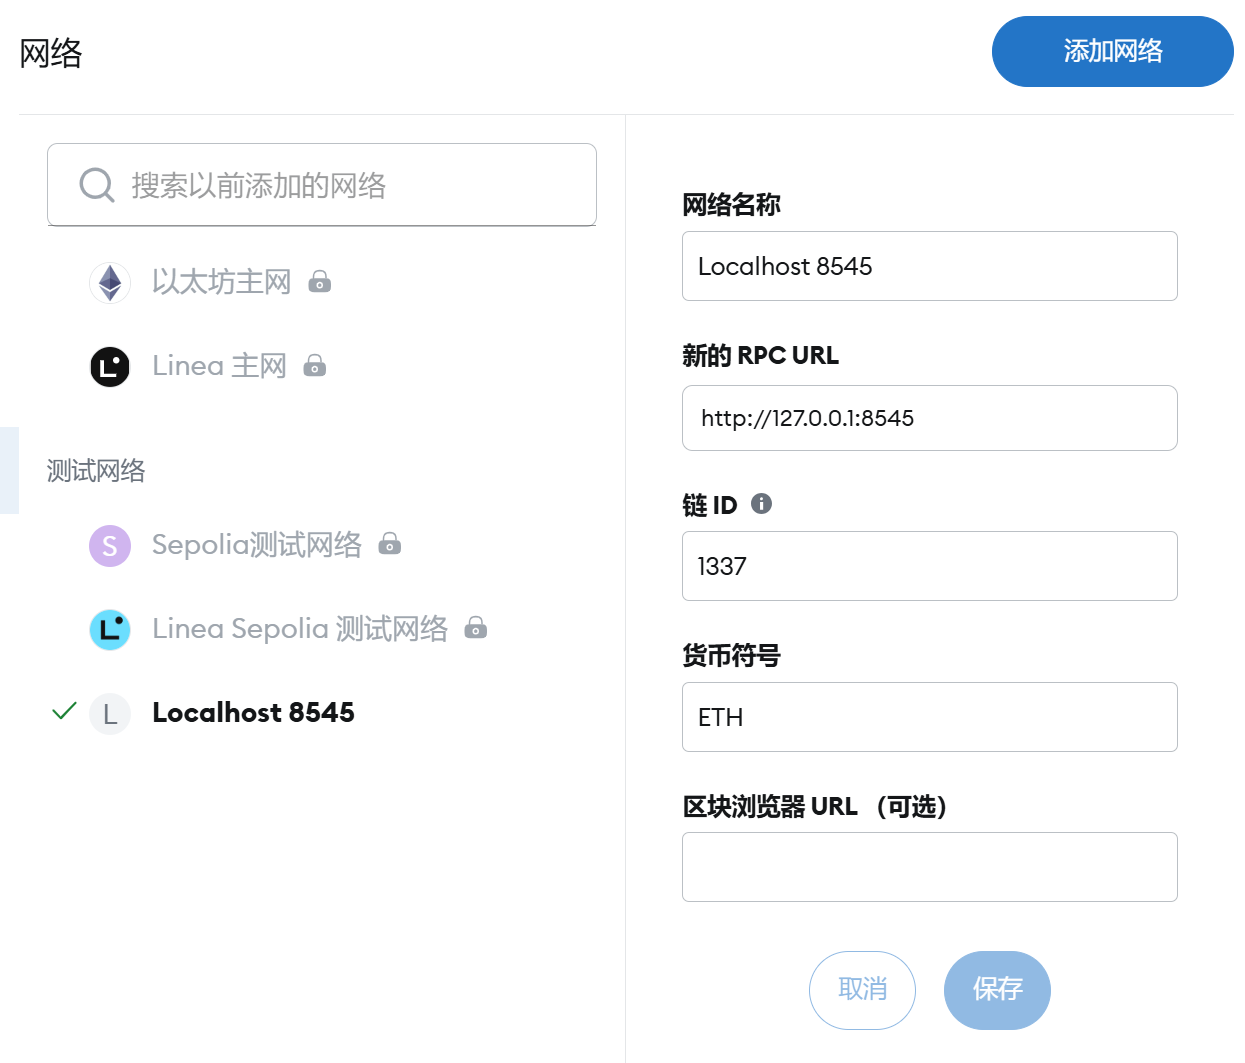 网络
添加网络
搜索以前添加的网络
以太坊主网
L Linea 主网
测试网络
S Sepolia测试网络
L Linea Sepolia 测试网络
L Localhost 8545
网络名称
Localhost 8545
新的 RPC URL
http://127.0.0.1:8545
链 ID
1337
货币符号
ETH
区块浏览器 URL （可选）
取消
保存